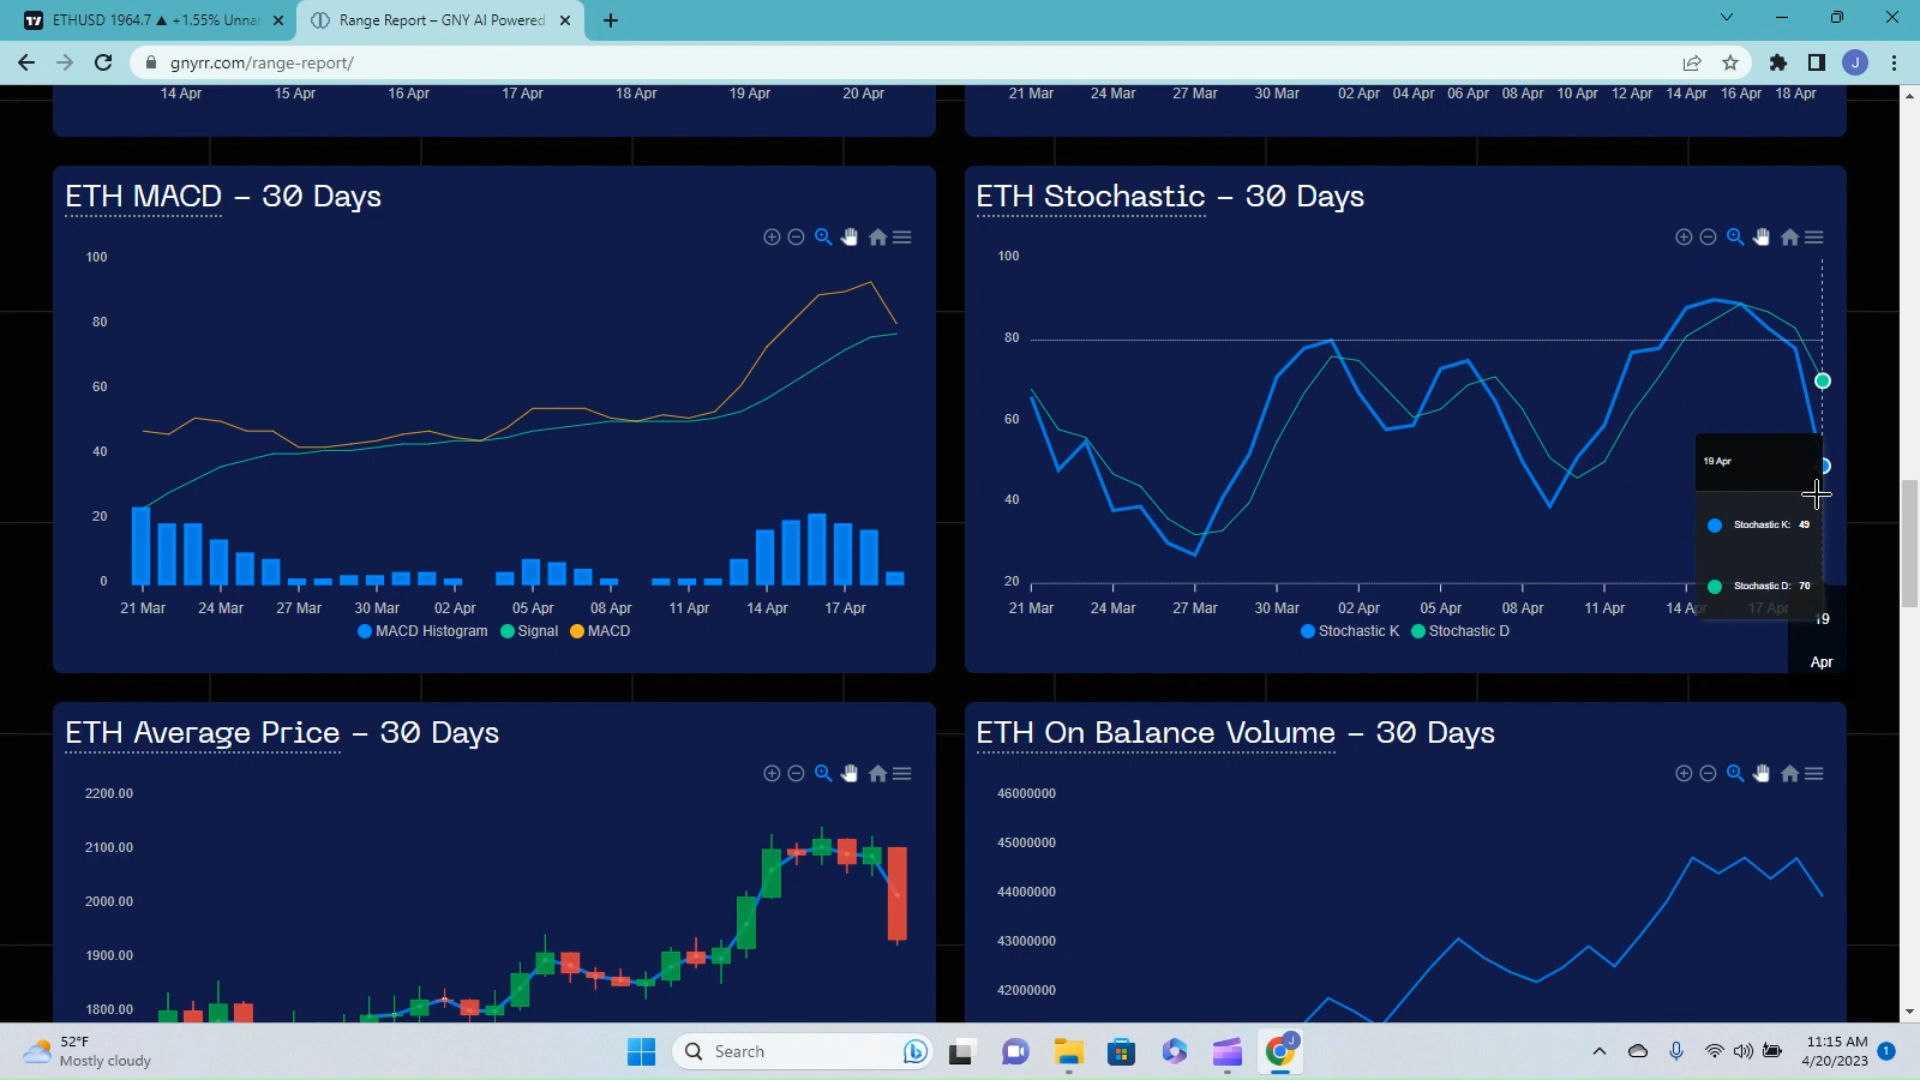 ETHUSD 1964.7 ▲ +1.55% Unna
Range Report – GNY AI Powered
gnyrr.com/range-report/
J
14 Apr 15 Apr 16 Apr 17 Apr 18 Apr 19 Apr 20 Apr
21 Mar 24 Mar 27 Mar 30 Mar 02 Apr 04 Apr 06 Apr 08 Apr 10 Apr 12 Apr 14 Apr 16 Apr 18 Apr
ETH MACD – 30 Days
100
80
60
40
20
0
21 Mar 24 Mar 27 Mar 30 Mar 02 Apr 05 Apr 08 Apr 11 Apr 14 Apr 17 Apr
MACD Histogram Signal MACD
ETH Stochastic – 30 Days
100
80
60
40
20
19 Apr
Stochastic K: 49
Stochastic D: 70
21 Mar 24 Mar 27 Mar 30 Mar 02 Apr 05 Apr 08 Apr 11 Apr 14 Apr 17 Apr
19
Apr
Stochastic K Stochastic D
ETH Average Price – 30 Days
2200.00
2100.00
2000.00
1900.00
1800.00
ETH On Balance Volume – 30 Days
46000000
45000000
44000000
43000000
42000000
52°F
Mostly cloudy
Search
J
11:15 AM
4/20/2023
1